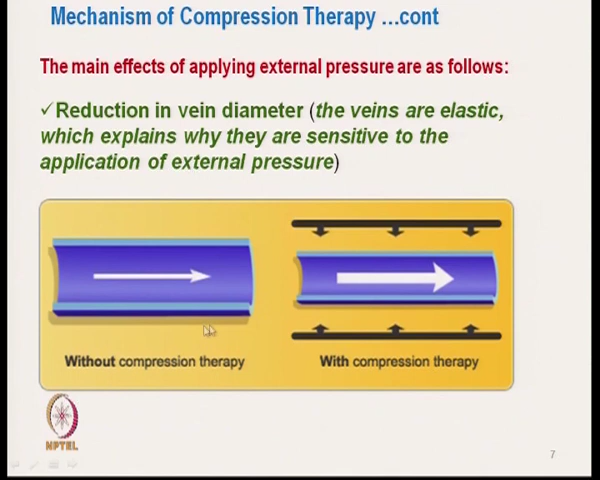 Mechanism of Compression Therapy ...cont
The main effects of applying external pressure are as follows:
✓Reduction in vein diameter (the veins are elastic,
which explains why they are sensitive to the
application of external pressure)
Without compression therapy
With compression therapy
NPTEL
7